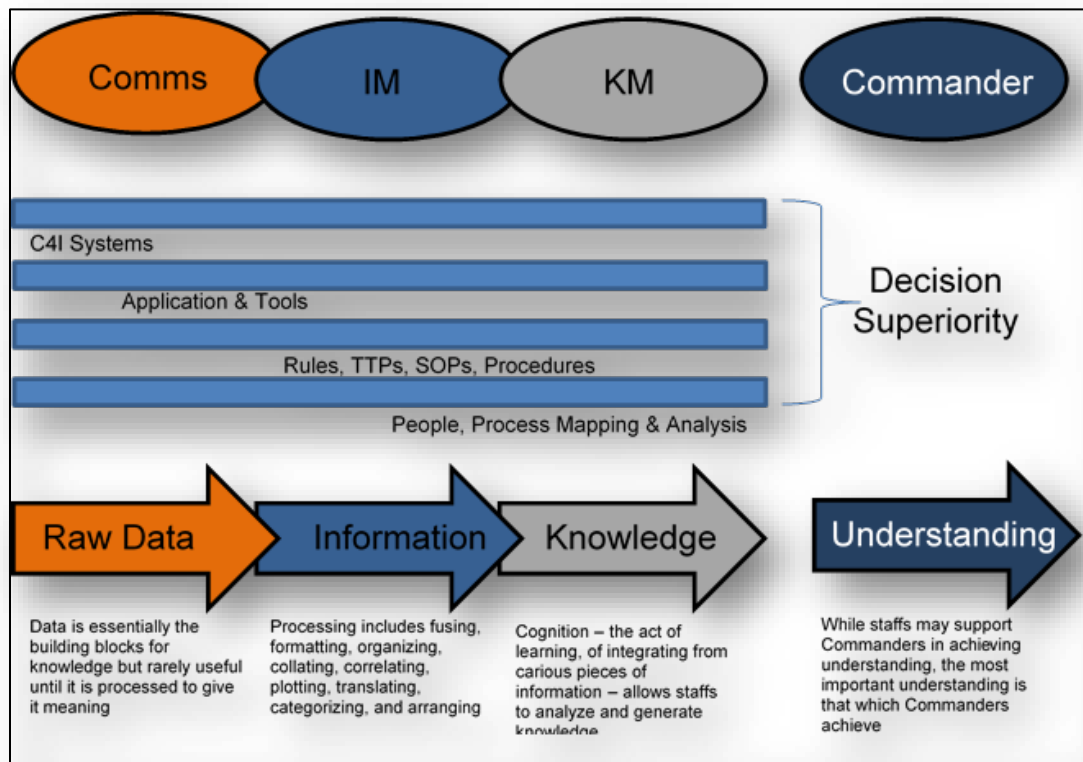 Comms
IM
KM
Commander
C4I Systems
Application & Tools
Rules, TTPs, SOPs, Procedures
People, Process Mapping & Analysis
Decision
Superiority
Raw Data
Information
Knowledge
Understanding
Data is essentially the
building blocks for
knowledge but rarely useful
until it is processed to give
it meaning
Processing includes fusing,
formatting, organizing,
collating, correlating,
plotting, translating,
categorizing, and arranging
Cognition – the act of
learning, of integrating from
carious pieces of
information – allows staffs
to analyze and generate
knowledge
While staffs may support
Commanders in achieving
understanding, the most
important understanding is
that which Commanders
achieve